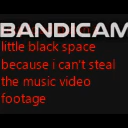 BANDICAM
little black space
because i can't steal
the music video
footage